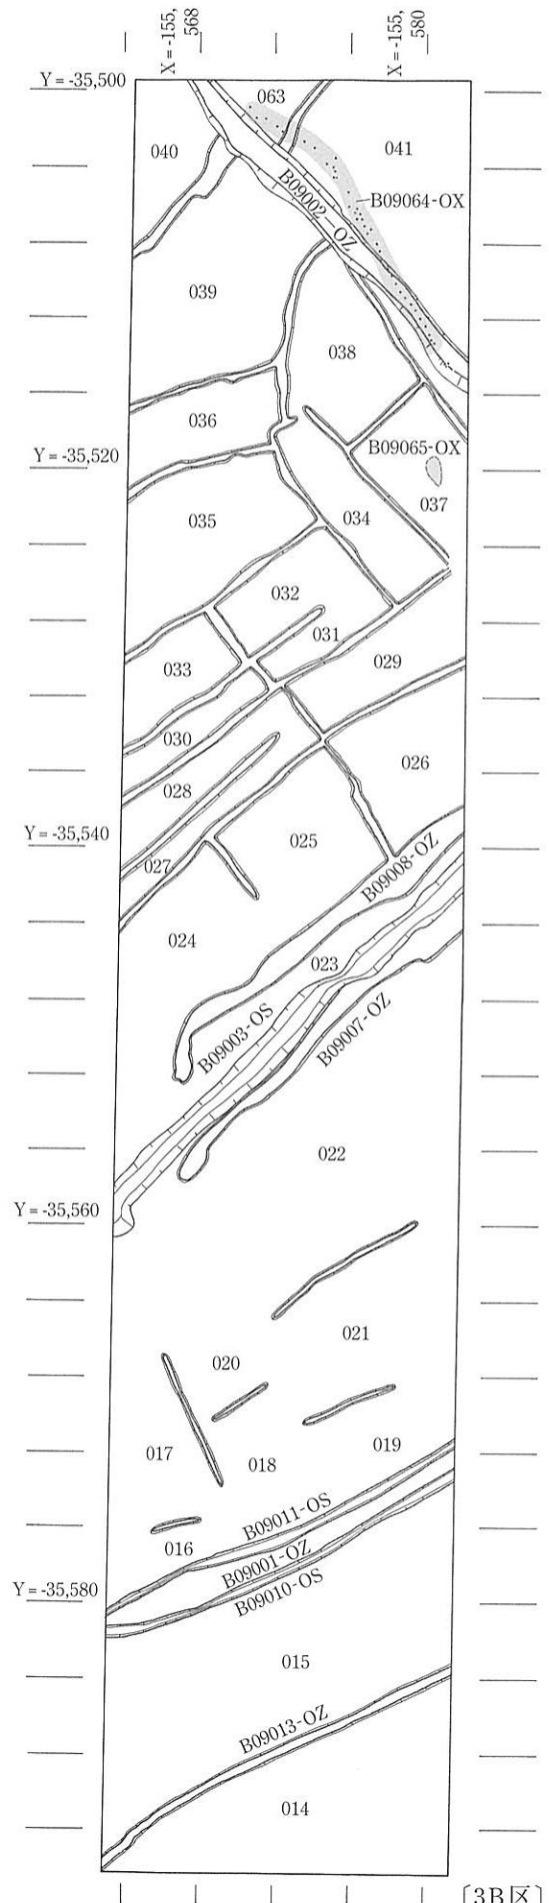 X = -155,
568
X = -155,
580
Y = -35,500
063
040
041
B09064-OX
B09002-OZ
039
038
036
B09065-OX
Y = -35,520
037
035
034
032
031
033
029
030
028
026
Y = -35,540
025
B09008-OZ
027
024
023
B09003-OS
B09007-OZ
022
Y = -35,560
021
020
017
018
019
B09011-OS
016
B09001-OZ
Y = -35,580
B09010-OS
015
B09013-OZ
014
〔3B区〕